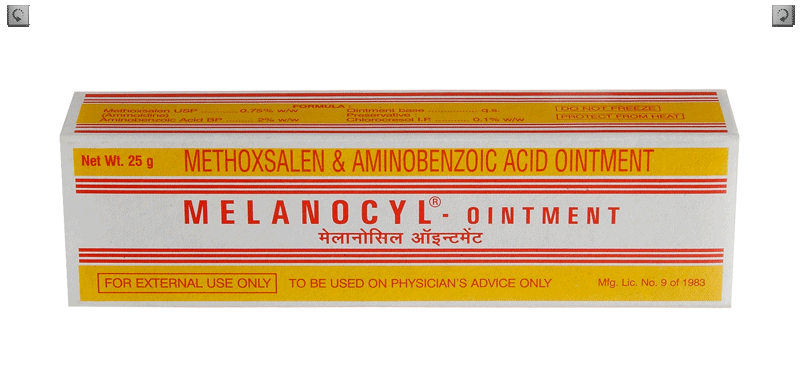 FORMULA
Methoxsalen USP .......... 0.75% w/w
(Ammoidine)
Aminobenzoic Acid BP ......... 2% w/w
Ointment base ............... q.s.
Preservative
Chlorocresol I.P. .......... 0.1% w/w
DO NOT FREEZE
PROTECT FROM HEAT
Net Wt. 25 g
METHOXSALEN & AMINOBENZOIC ACID OINTMENT
MELANOCYL® - OINTMENT
मेलानोसिल ऑइन्टमेंट
FOR EXTERNAL USE ONLY TO BE USED ON PHYSICIAN'S ADVICE ONLY Mfg. Lic. No. 9 of 1983